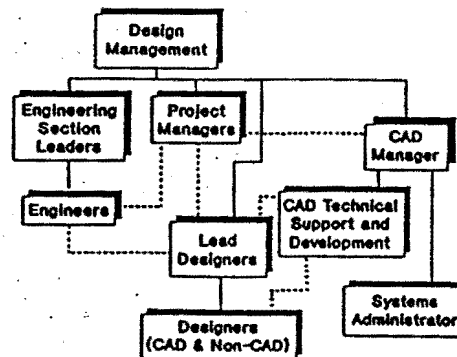 Design
Management
Engineering
Section
Leaders
Project
Managers
CAD
Manager
Engineers
CAD Technical
Support and
Development
Lead
Designers
Designers
(CAD & Non-CAD)
Systems
Administrator